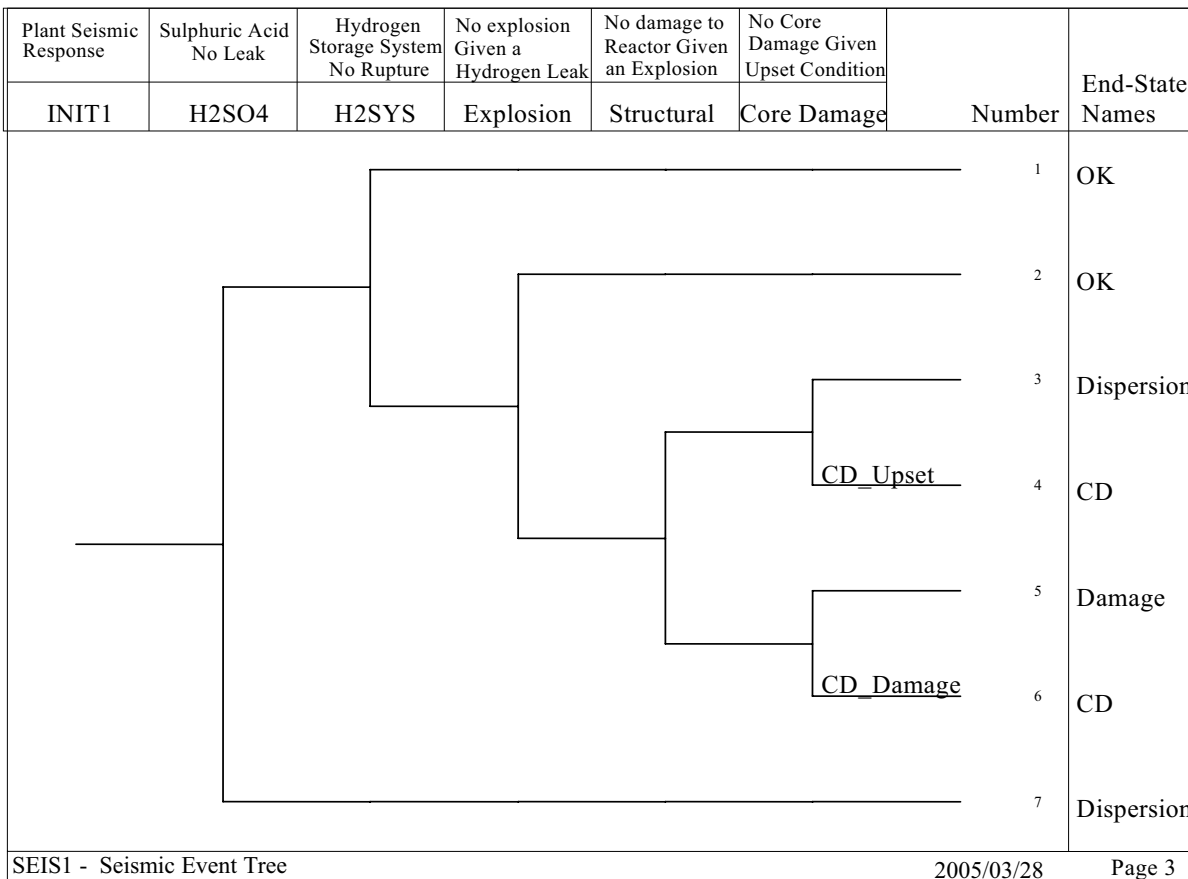 Plant Seismic
Response
Sulphuric Acid
No Leak
Hydrogen
Storage System
No Rupture
No explosion
Given a
Hydrogen Leak
No damage to
Reactor Given
an Explosion
No Core
Damage Given
Upset Condition
End-State
Names
INIT1
H2SO4
H2SYS
Explosion
Structural
Core Damage
Number
1
OK
2
OK
3
Dispersion
CD_Upset
4
CD
5
Damage
CD_Damage
6
CD
7
Dispersion
SEIS1 - Seismic Event Tree
2005/03/28
Page 3